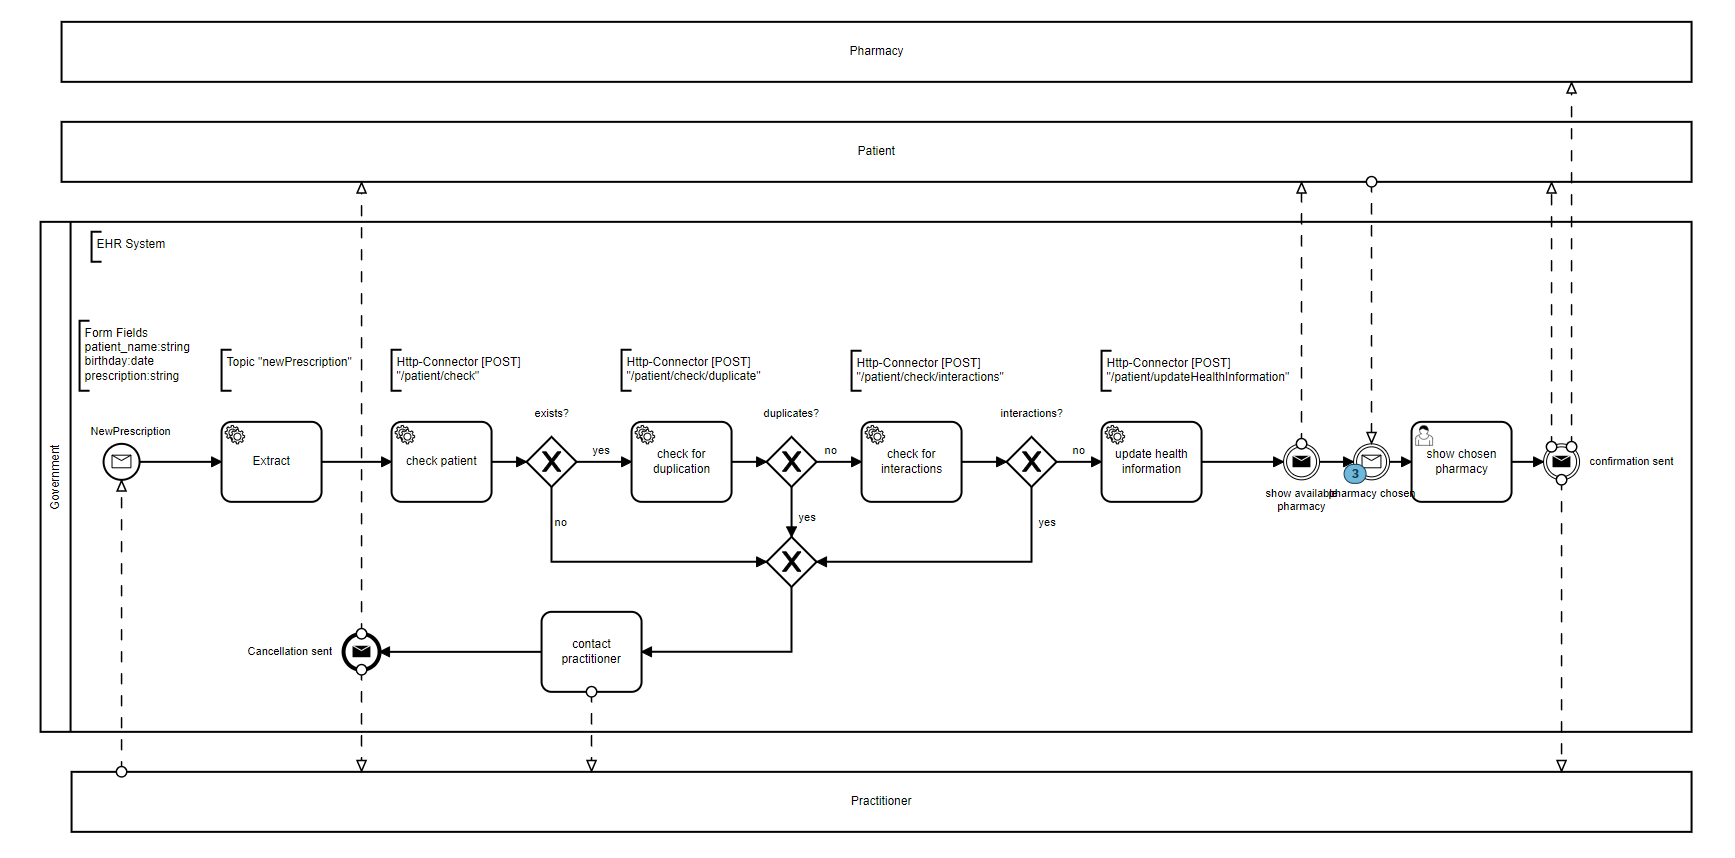 Pharmacy
Patient
Government
EHR System
Form Fields
patient_name:string
birthday:date
prescription:string
Topic "newPrescription"
Http-Connector [POST]
"/patient/check"
Http-Connector [POST]
"/patient/check/duplicate"
Http-Connector [POST]
"/patient/check/interactions"
Http-Connector [POST]
"/patient/updateHealthInformation"
NewPrescription
exists?
duplicates?
interactions?
Extract
check patient
yes
check for
duplication
no
check for
interactions
no
update health
information
show available
pharmacy
3
pharmacy chosen
show chosen
pharmacy
confirmation sent
no
yes
yes
Cancellation sent
contact
practitioner
Practitioner